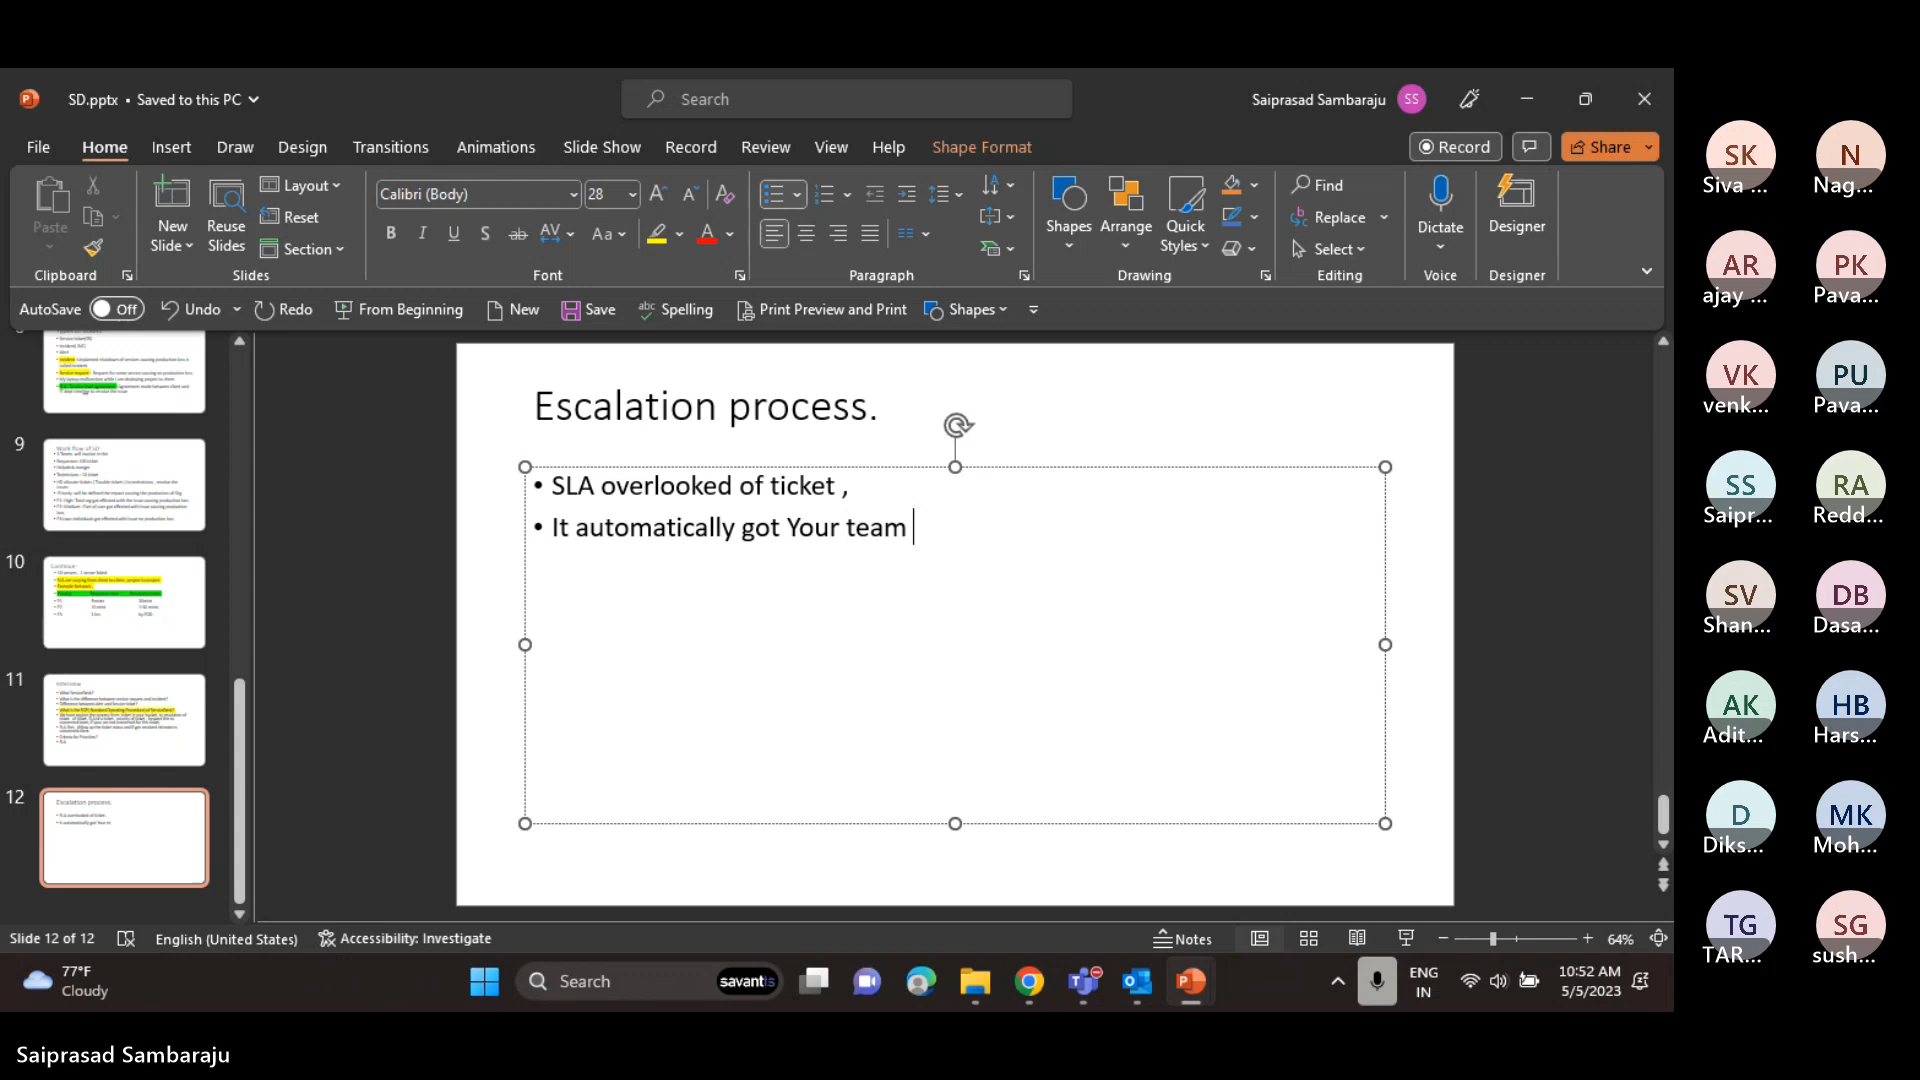 SD.pptx • Saved to this PC
Search
Saiprasad Sambaraju SS
File Home Insert Draw Design Transitions Animations Slide Show Record Review View Help Shape Format
Record
Share
Paste
Clipboard
New Slide
Reuse Slides
Layout
Reset
Section
Slides
Calibri (Body) 28
B I U S ab AV Aa A
Font
Paragraph
Shapes
Arrange
Quick Styles
Drawing
Find
Replace
Select
Editing
Dictate
Voice
Designer
Designer
AutoSave Off Undo Redo From Beginning New Save Spelling Print Preview and Print Shapes
9
10
11
12
Escalation process.
Escalation process.
• SLA overlooked of ticket ,
• It automatically got Your team
Slide 12 of 12 English (United States) Accessibility: Investigate Notes 64%
77°F
Cloudy
Search savantis
ENG
IN
10:52 AM
5/5/2023
Saiprasad Sambaraju
SK N
Siva ... Nag...
AR PK
ajay ... Pava...
VK PU
venk... Pava...
SS RA
Saipr... Redd...
SV DB
Shan... Dasa...
AK HB
Adit... Hars...
D MK
Diks... Moh...
TG SG
TAR... sush...